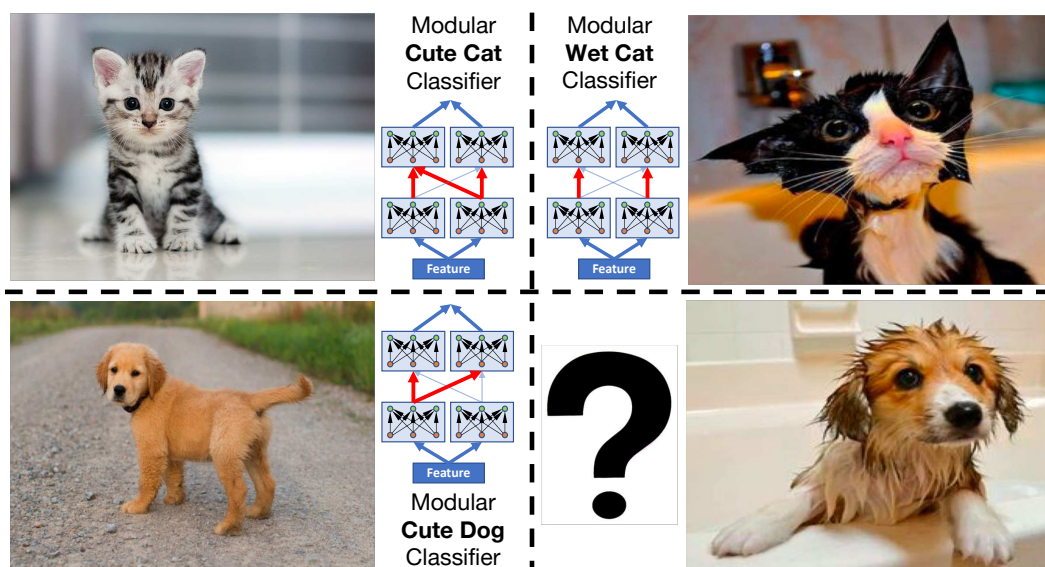 Modular
Cute Cat
Classifier
Feature
Modular
Wet Cat
Classifier
Feature
Feature
Modular
Cute Dog
Classifier
?